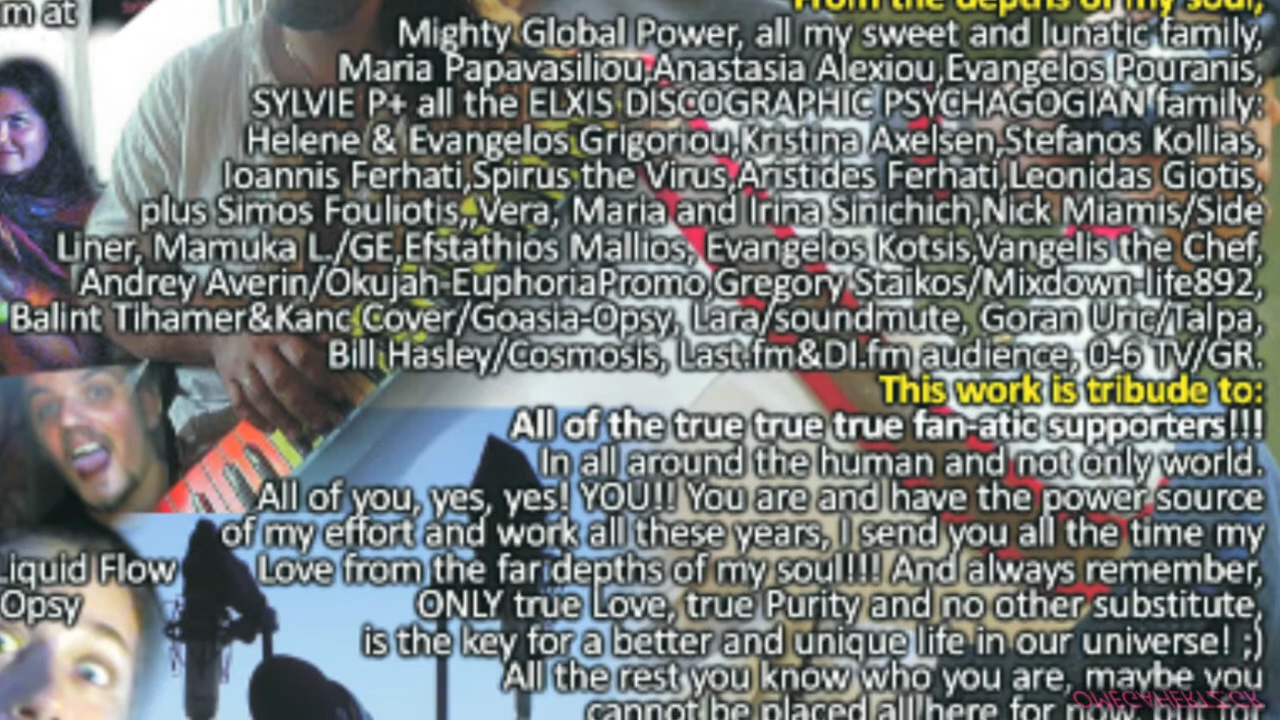 m at
From the depths of my soul,
Mighty Global Power, all my sweet and lunatic family,
Maria Papavasiliou,Anastasia Alexiou,Evangelos Pouranis,
SYLVIE P+ all the ELXIS DISCOGRAPHIC PSYCHAGOGIAN family:
Helene & Evangelos Grigoriou,Kristina Axelsen,Stefanos Kollias,
Ioannis Ferhati,Spirus the Virus,Aristides Ferhati,Leonidas Giotis,
plus Simos Fouliotis,,Vera, Maria and Irina Sinichich,Nick Miamis/Side
Liner, Mamuka L./GE,Efstathios Mallios, Evangelos Kotsis,Vangelis the Chef,
Andrey Averin/Okujah-EuphoriaPromo,Gregory Staikos/Mixdown-life892,
Balint Tihamer&Kanc Cover/Goasia-Opsy, Lara/soundmute, Goran Uric/Talpa,
Bill Hasley/Cosmosis, Last.fm&DI.fm audience, 0-6 TV/GR.
This work is tribute to:
All of the true true true fan-atic supporters!!!
In all around the human and not only world.
All of you, yes, yes! YOU!! You are and have the power source
of my effort and work all these years, I send you all the time my
Liquid Flow
Love from the far depths of my soul!!! And always remember,
Opsy
ONLY true Love, true Purity and no other substitute,
is the key for a better and unique life in our universe! ;)
All the rest you know who you are, maybe you
cannot be placed all here for
OMEGAHERTZ.GR